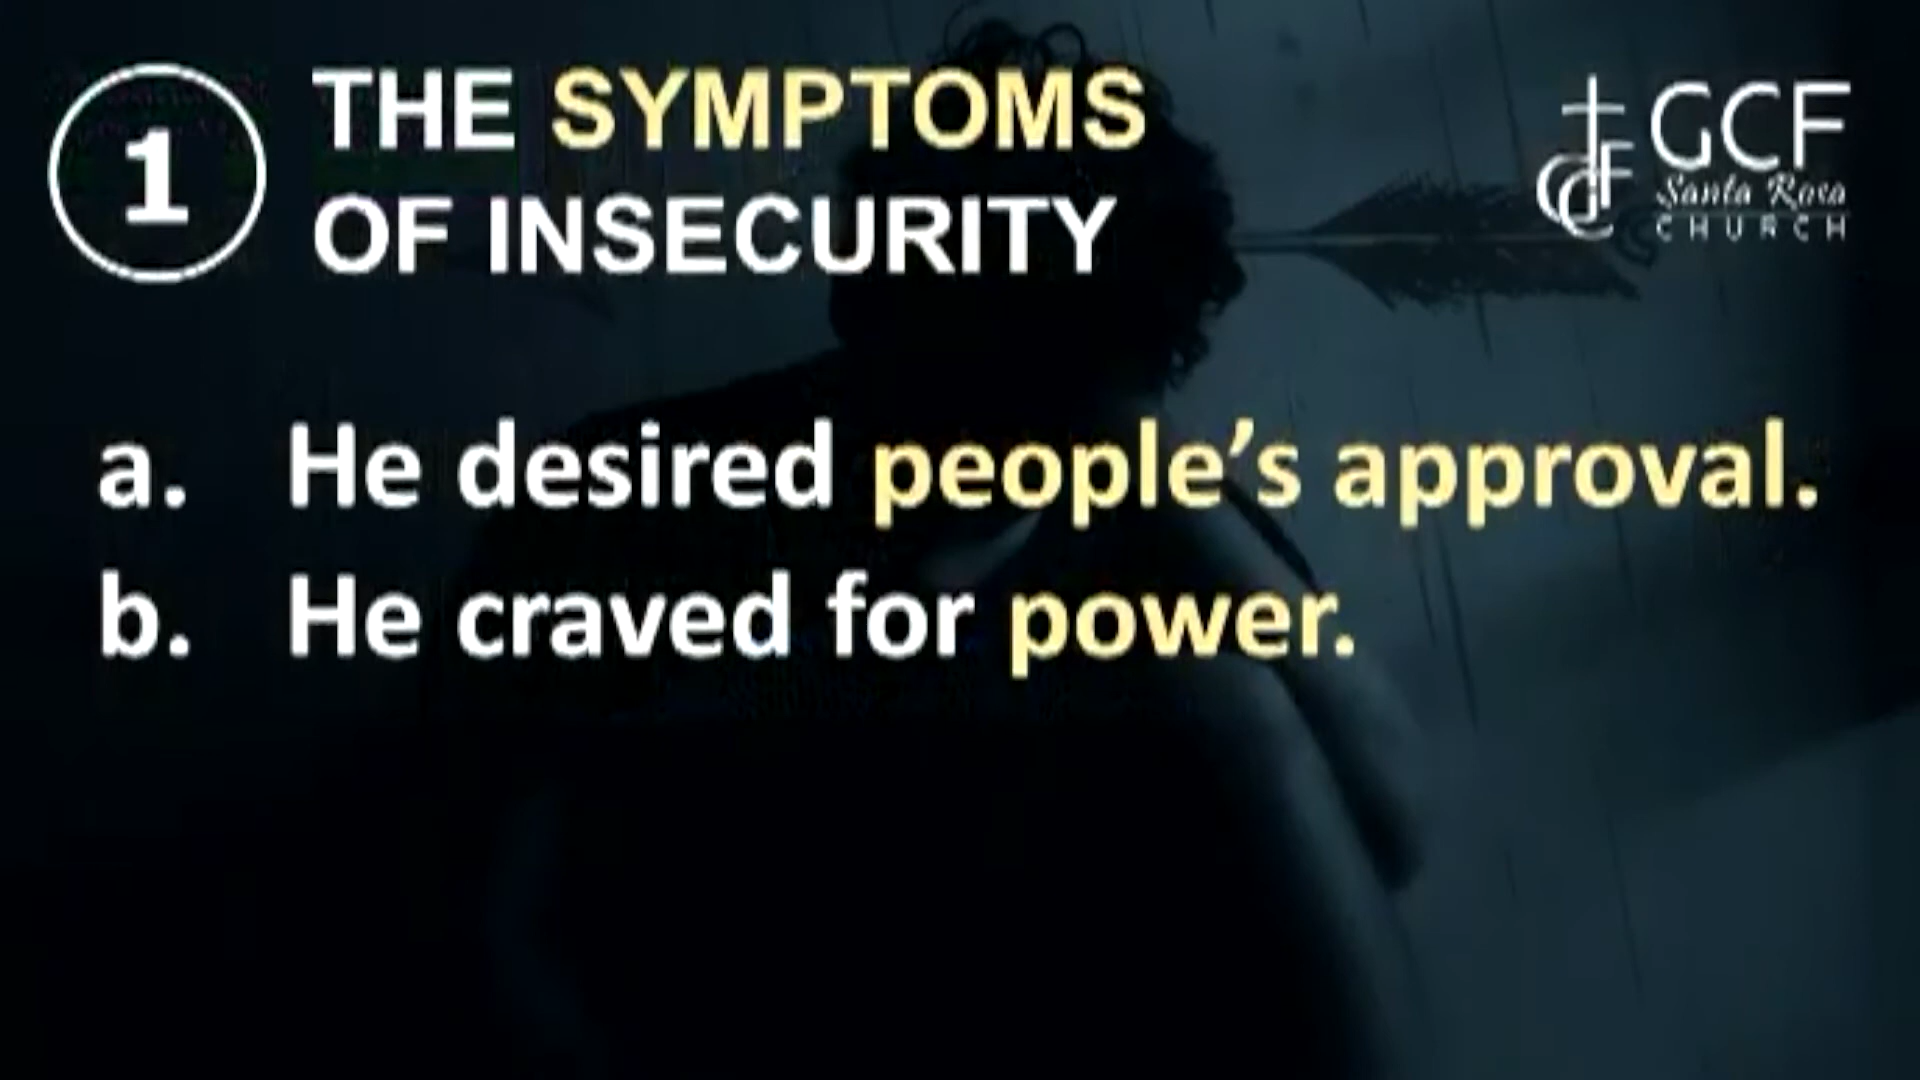 1
THE SYMPTOMS
OF INSECURITY
GCF
Santa Rosa
CHURCH
a. He desired people's approval.
b. He craved for power.